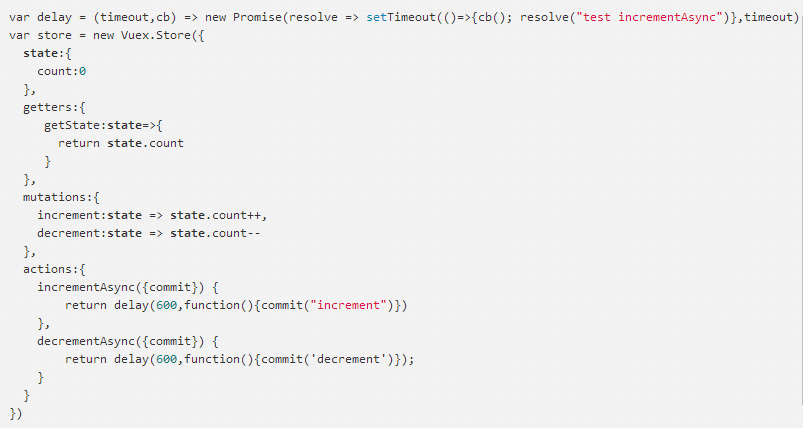 var delay = (timeout,cb) => new Promise(resolve => setTimeout(()=>{cb(); resolve("test incrementAsync")},timeout)
var store = new Vuex.Store({
  state:{
    count:0
  },
  getters:{
     getState:state=>{
       return state.count
     }
  },
  mutations:{
    increment:state => state.count++,
    decrement:state => state.count--
  },
  actions:{
    incrementAsync({commit}) {
        return delay(600,function(){commit("increment")})
    },
    decrementAsync({commit}) {
        return delay(600,function(){commit('decrement')});
    }
  }
})